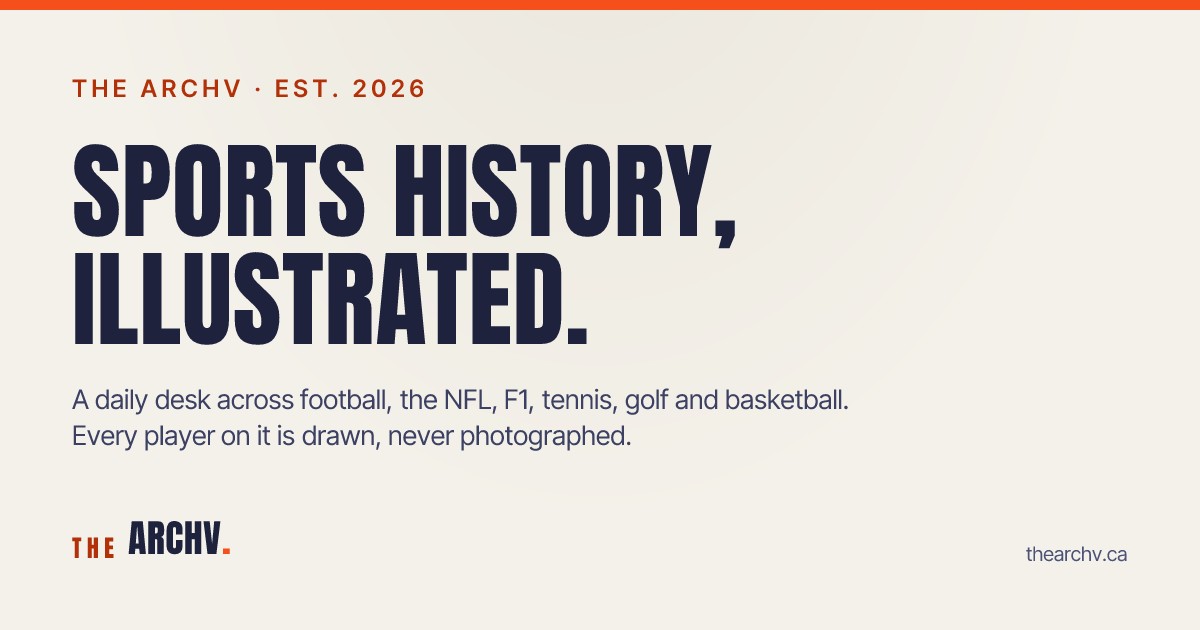 THE ARCHV · EST. 2026
SPORTS HISTORY,
ILLUSTRATED.
A daily desk across football, the NFL, F1, tennis, golf and basketball.
Every player on it is drawn, never photographed.
THE ARCHV.
thearchv.ca